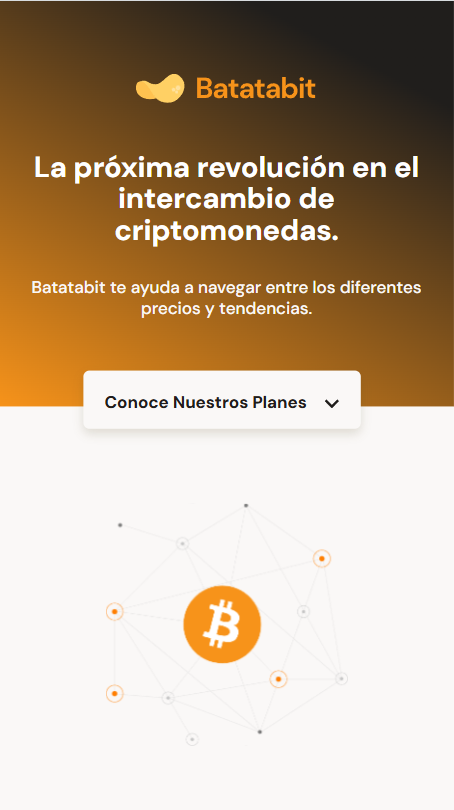 Batatabit
La próxima revolución en el
intercambio de
criptomonedas.
Batatabit te ayuda a navegar entre los diferentes
precios y tendencias.
Conoce Nuestros Planes